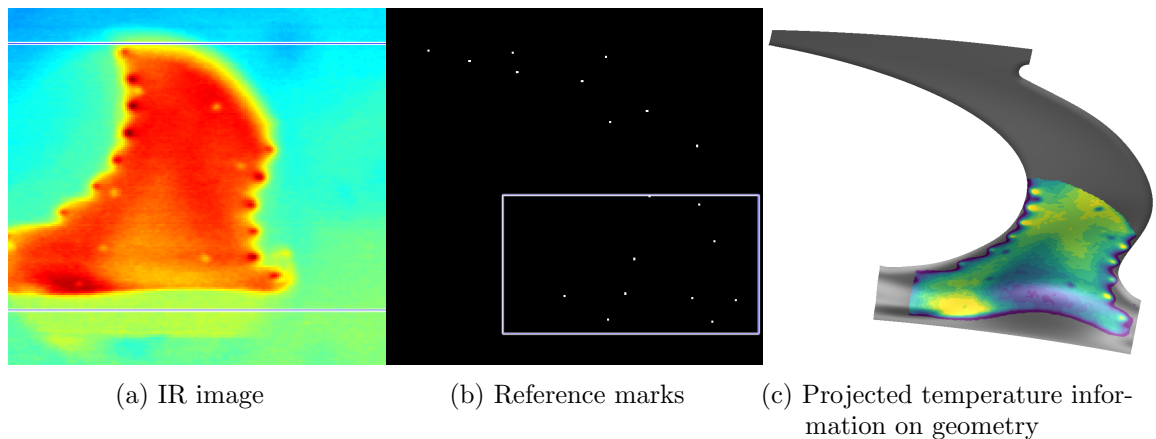 (a) IR image
(b) Reference marks
(c) Projected temperature infor-
mation on geometry